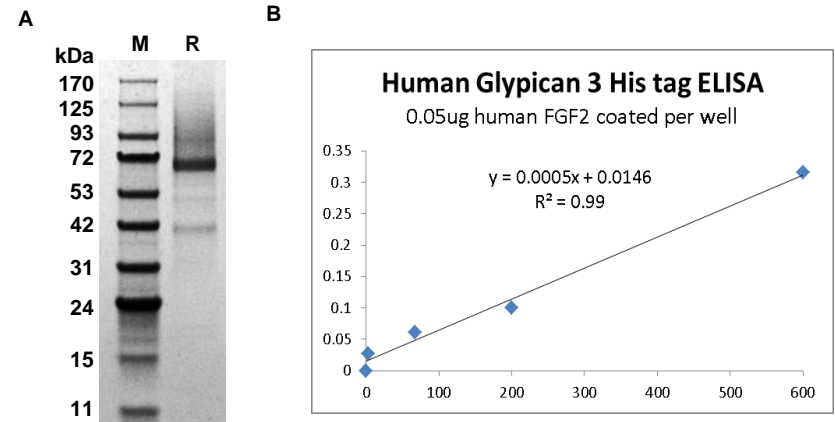 A
M R
kDa
170
125
93
72
53
42
31
24
15
11
B
Human Glypican 3 His tag ELISA
0.05ug human FGF2 coated per well
y = 0.0005x + 0.0146
R² = 0.99
0.35
0.3
0.25
0.2
0.15
0.1
0.05
0
0 100 200 300 400 500 600